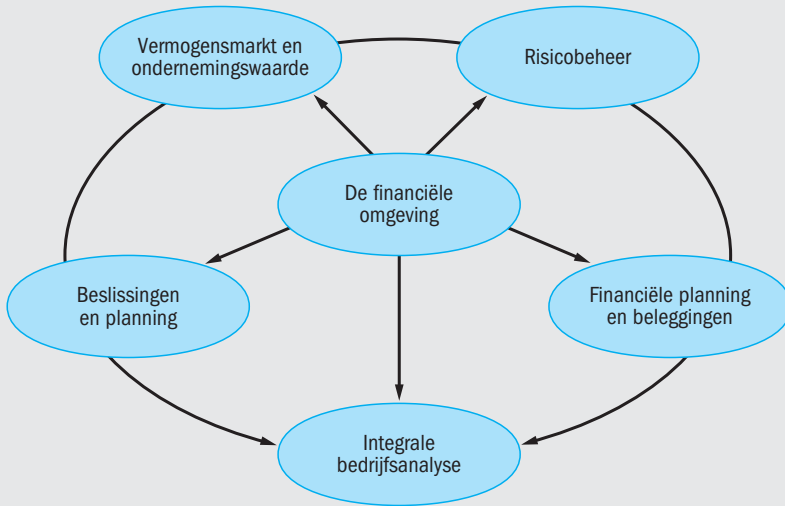 Vermogensmarkt en
ondernemingswaarde
Risicobeheer
De financiële
omgeving
Beslissingen
en planning
Financiële planning
en beleggingen
Integrale
bedrijfsanalyse